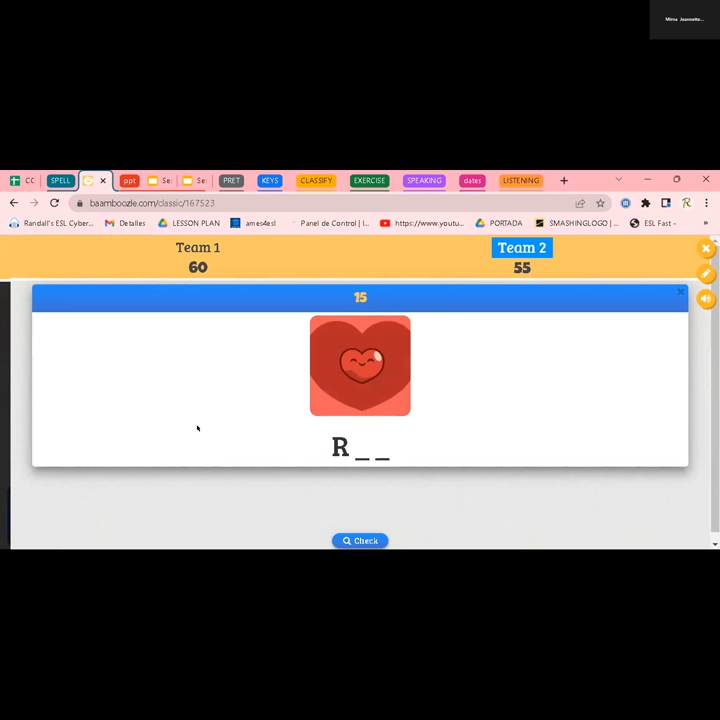 Mirna Jeannette...
CC
SPELL
ppt
Se:
Se:
PRET
KEYS
CLASSIFY
EXERCISE
SPEAKING
dates
LISTENING
baamboozle.com/classic/167523
Randall's ESL Cyber...
Detalles
LESSON PLAN
ames4esl
Panel de Control | I...
https://www.youtu...
PORTADA
SMASHINGLOGO | ...
ESL Fast -
»
Team 1
Team 2
60
55
15
R _ _
Check